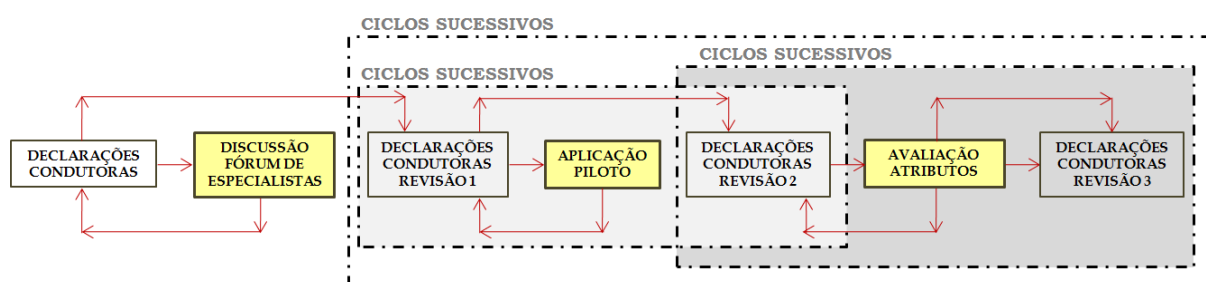 CICLOS SUCESSIVOS
CICLOS SUCESSIVOS
CICLOS SUCESSIVOS
DECLARAÇÕES
CONDUTORAS
DISCUSSÃO
FÓRUM DE
ESPECIALISTAS
DECLARAÇÕES
CONDUTORAS
REVISÃO 1
APLICAÇÃO
PILOTO
DECLARAÇÕES
CONDUTORAS
REVISÃO 2
AVALIAÇÃO
ATRIBUTOS
DECLARAÇÕES
CONDUTORAS
REVISÃO 3